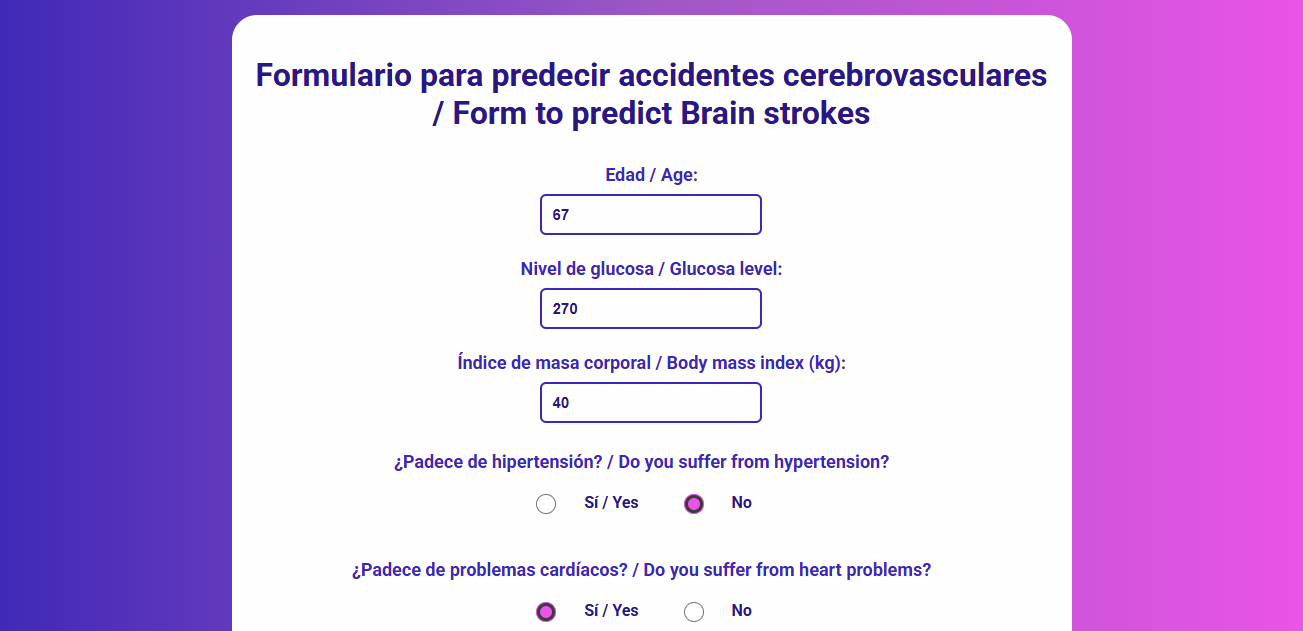 Formulario para predecir accidentes cerebrovasculares
/ Form to predict Brain strokes
Edad / Age:
67
Nivel de glucosa / Glucosa level:
270
Índice de masa corporal / Body mass index (kg):
40
¿Padece de hipertensión? / Do you suffer from hypertension?
Sí / Yes No
¿Padece de problemas cardíacos? / Do you suffer from heart problems?
Sí / Yes No